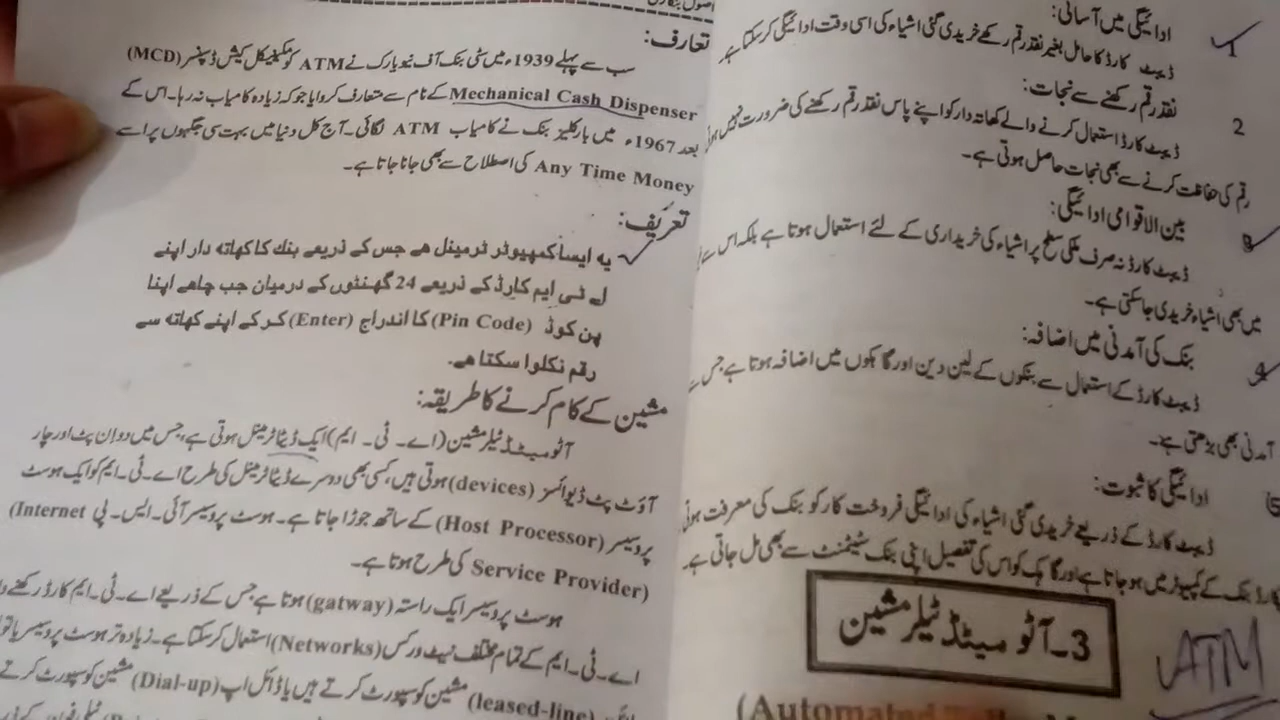 ادائیگی میں آسانی:
1 ڈیبٹ کارڈ کا حامل بغیر نقد رقم رکھے خریدی گئی اشیاء کی اسی وقت ادائیگی کر سکتا ہے
نقد رقم رکھنے سے نجات:
2 ڈیبٹ کارڈ استعمال کرنے والے کھاتہ دار کو اپنے پاس نقد رقم رکھنے کی ضرورت نہیں ہوتی
رقم کی حفاظت کرنے سے بھی نجات حاصل ہوتی ہے۔
بین الاقوامی ادائیگی:
ڈیبٹ کارڈ نہ صرف ملکی سطح پر اشیاء کی خریداری کے لئے استعمال ہوتا ہے بلکہ اس سے
میں بھی اشیاء خریدی جا سکتی ہے۔
بنک کی آمدنی میں اضافہ:
ڈیبٹ کارڈ کے استعمال سے بنکوں کے لین دین اور گاہکوں میں اضافہ ہوتا ہے جس سے
آمدنی بھی بڑھتی ہے۔
ادائیگی کا ثبوت:
ڈیبٹ کارڈ کے ذریعے خریدی گئی اشیاء کی ادائیگی فروخت کار کو بنک کی معرفت ہوتی
کارڈ بنک کے کمپیوٹر میں ہو جاتا ہے اور گاہک کو اس کی تفصیل اپنی بنک سٹیٹمنٹ سے بھی مل جاتی ہے۔
3۔ آٹو میٹڈ ٹیلر مشین
ATM
(Automated
اصول بنکاری
تعارف:
سب سے پہلے 1939ء میں سٹی بنک آف نیویارک نے ATM کو مکینیکل کیش ڈسپنسر (MCD)
Mechanical Cash Dispenser کے نام سے متعارف کروایا جو کہ زیادہ کامیاب نہ رہا۔ اس کے
بعد 1967ء میں بارکلیز بنک نے کامیاب ATM لگائی۔ آج کل دنیا میں بہت سی جگہوں پر اسے
Any Time Money کی اصطلاح سے بھی جانا جاتا ہے۔
تعریف:
یہ ایسا کمپیوٹر ٹرمینل ہے جس کے ذریعے بنک کا کھاتہ دار اپنے
اے ٹی ایم کارڈ کے ذریعے 24 گھنٹوں کے درمیان جب چاہے اپنا
پن کوڈ (Pin Code) کا اندراج (Enter) کر کے اپنے کھاتہ سے
رقم نکلوا سکتا ہے۔
مشین کے کام کرنے کا طریقہ:
آٹو میٹڈ ٹیلر مشین (اے۔ ٹی۔ ایم) ایک ڈیٹا ٹرمینل ہوتی ہے، جس میں دو ان پٹ اور چار
آؤٹ پٹ ڈیوائسز (devices) ہوتی ہیں، کسی بھی دوسرے ڈیٹا ٹرمینل کی طرح اے۔ ٹی۔ ایم کو ایک ہوسٹ
پروسیسر (Host Processor) کے ساتھ جوڑا جاتا ہے۔ ہوسٹ پروسیسر آئی۔ ایس۔ پی (Internet
Service Provider) کی طرح ہوتا ہے۔
ہوسٹ پروسیسر ایک راستہ (gatway) ہوتا ہے جس کے ذریعے اے۔ ٹی۔ ایم کارڈ رکھنے
اے۔ ٹی۔ ایم کے تمام مختلف نیٹ ورکس (Networks) استعمال کر سکتا ہے۔ زیادہ تر ہوسٹ پروسیسر یا تو
(leased-line) مشین کو سپورٹ کرتے ہیں یا ڈائل اپ (Dial-up) مشین کو سپورٹ کرتے